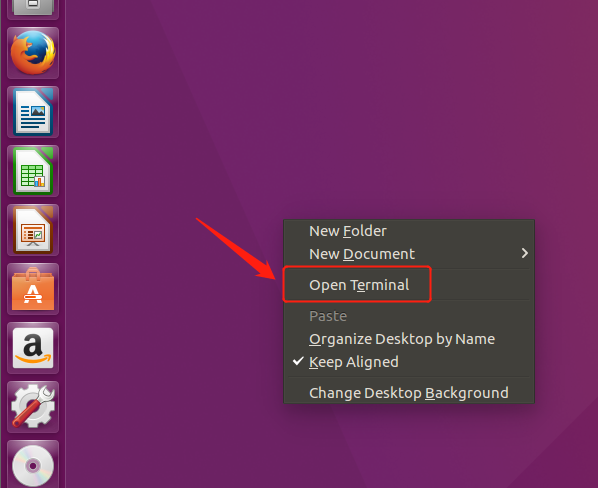 New Folder
New Document
Open Terminal
Paste
Organize Desktop by Name
Keep Aligned
Change Desktop Background